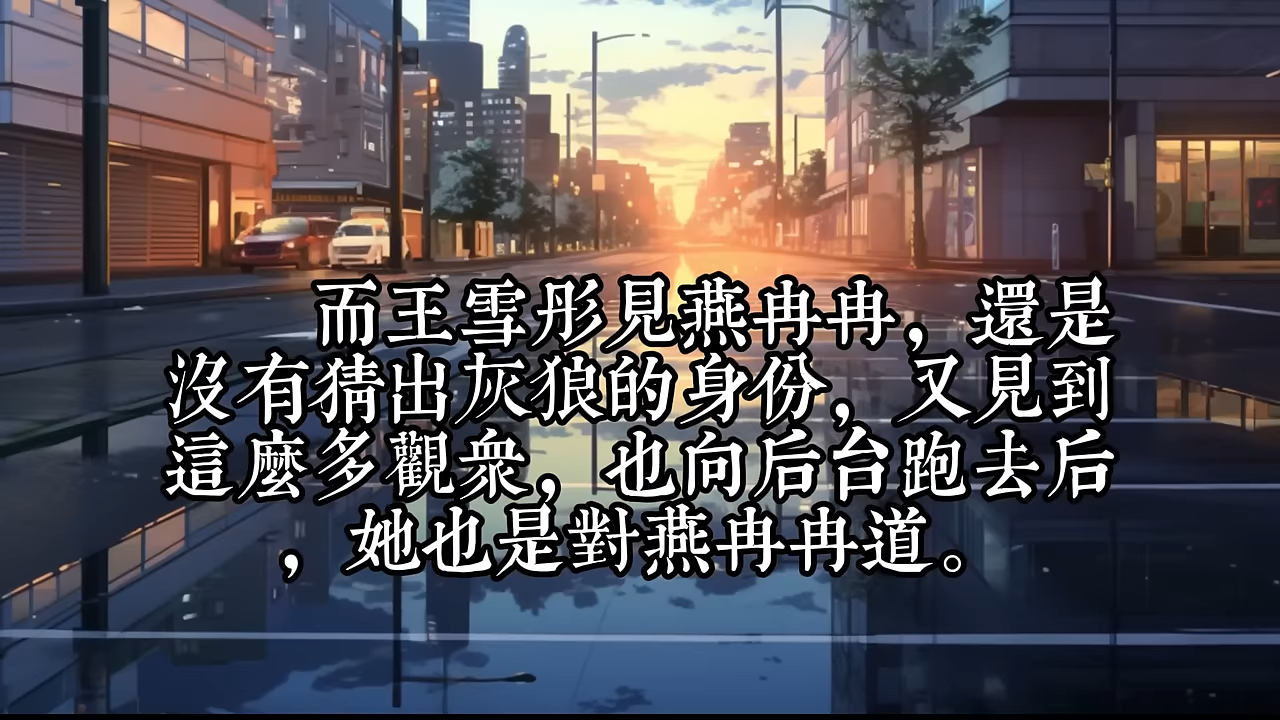 而王雪彤見燕冉冉，還是
沒有猜出灰狼的身份，又見到
這麼多觀衆，也向后台跑去后
，她也是對燕冉冉道。